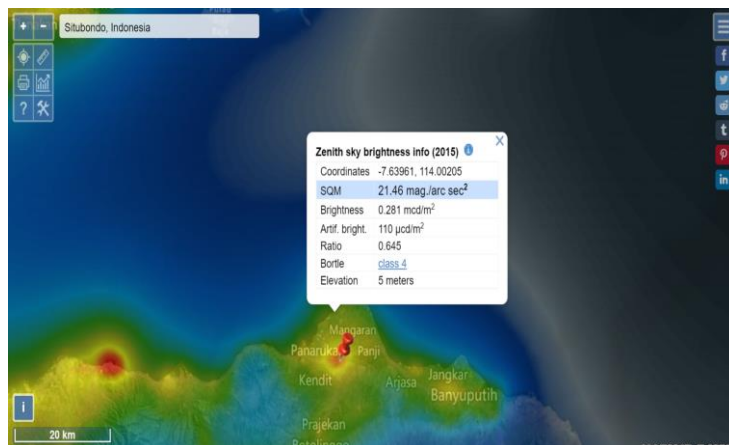 + -
Situbondo, Indonesia
?
f
t
in
X
Zenith sky brightness info (2015) i
Coordinates -7.63961, 114.00205
SQM 21.46 mag./arc sec²
Brightness 0.281 mcd/m²
Artif. bright. 110 μcd/m²
Ratio 0.645
Bortle class 4
Elevation 5 meters
Mangaran
Panaruka
Panji
Kendit
Arjasa
Jangkar
Banyuputih
Prajekan
i
20 km